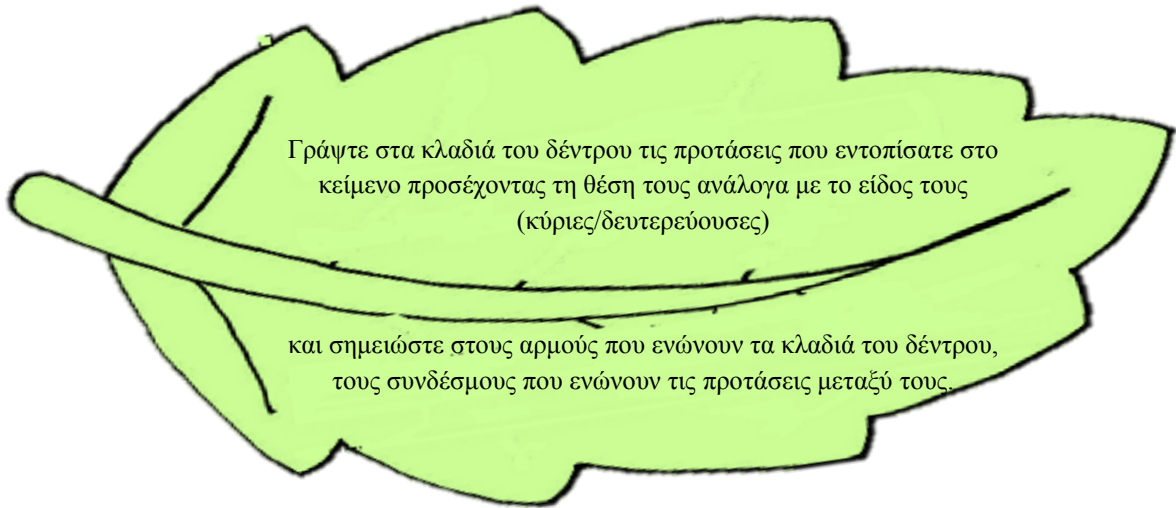 Γράψτε στα κλαδιά του δέντρου τις προτάσεις που εντοπίσατε στο
κείμενο προσέχοντας τη θέση τους ανάλογα με το είδος τους
(κύριες/δευτερεύουσες)
και σημειώστε στους αρμούς που ενώνουν τα κλαδιά του δέντρου,
τους συνδέσμους που ενώνουν τις προτάσεις μεταξύ τους.